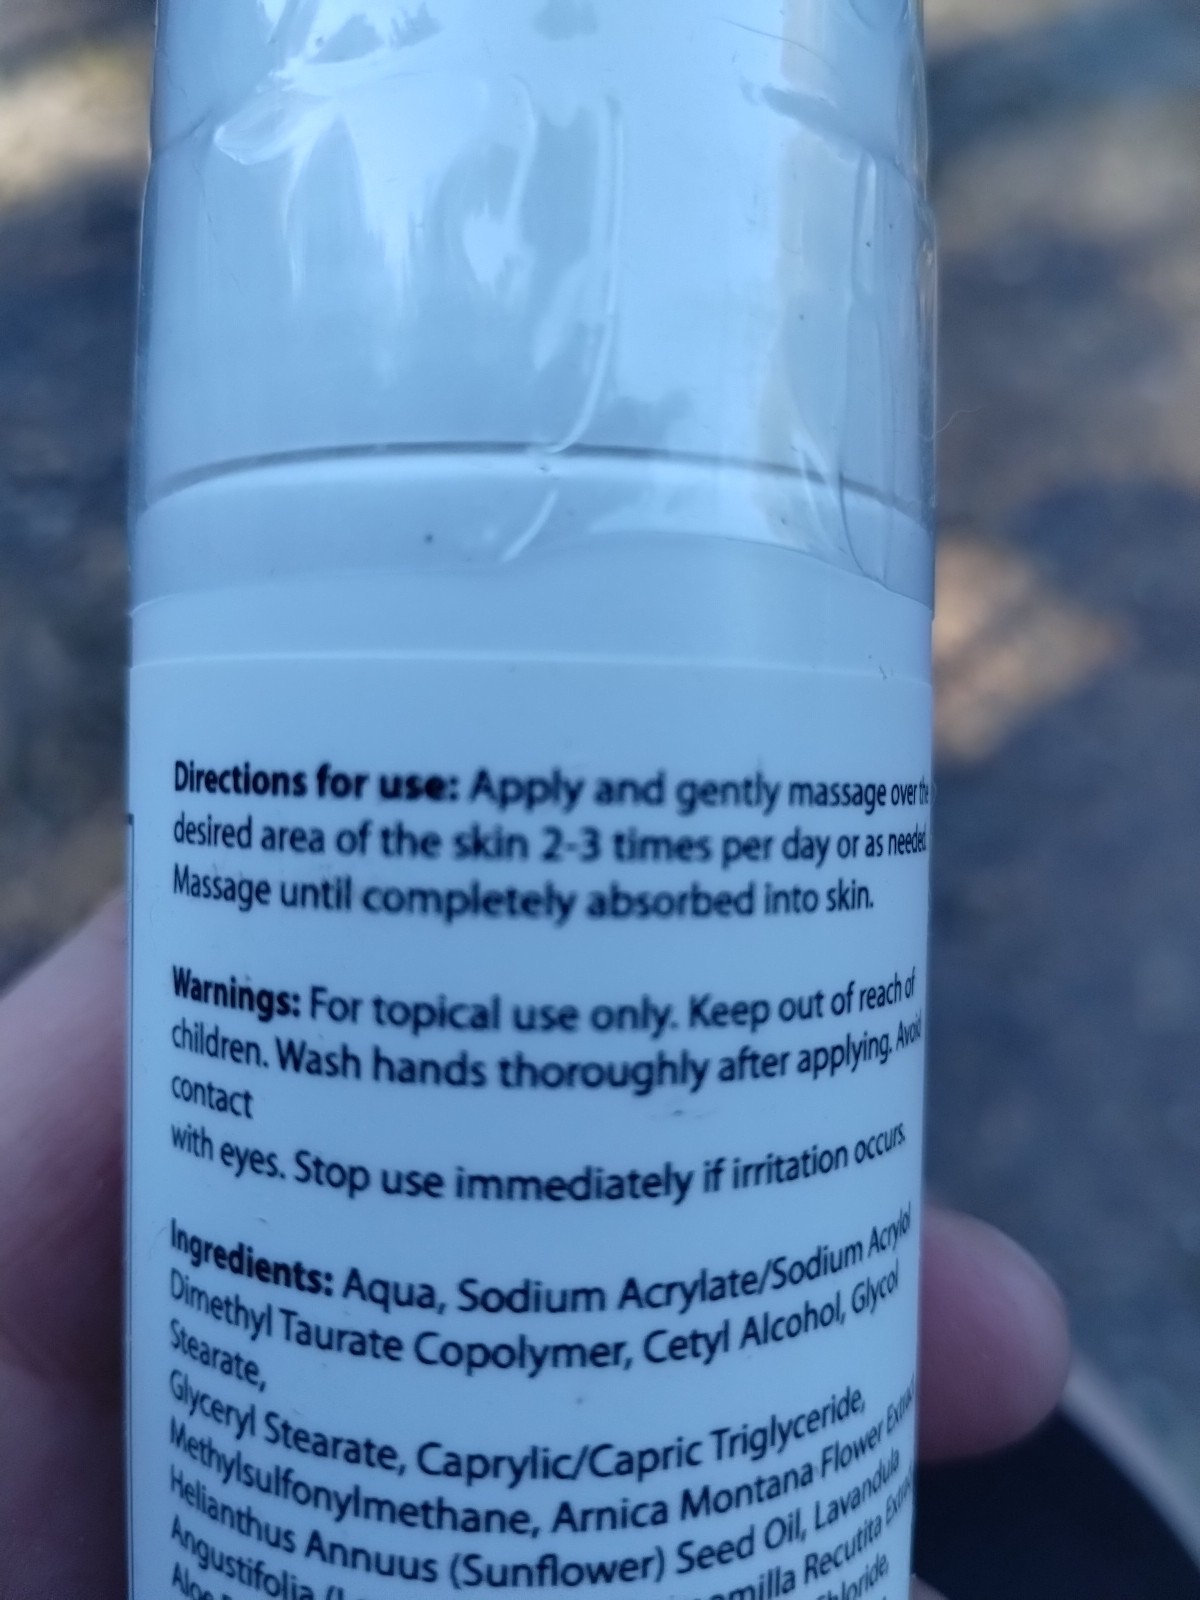 Directions for use: Apply and gently massage over the
desired area of the skin 2-3 times per day or as needed.
Massage until completely absorbed into skin.
Warnings: For topical use only. Keep out of reach of
children. Wash hands thoroughly after applying. Avoid
contact
with eyes. Stop use immediately if irritation occurs.
Ingredients: Aqua, Sodium Acrylate/Sodium Acrylol
Dimethyl Taurate Copolymer, Cetyl Alcohol, Glycol
Stearate,
Glyceryl Stearate, Caprylic/Capric Triglyceride,
Methylsulfonylmethane, Arnica Montana Flower
Helianthus Annuus (Sunflower) Seed Oil, Lavandula
Angustifolia Recutita
Aloe